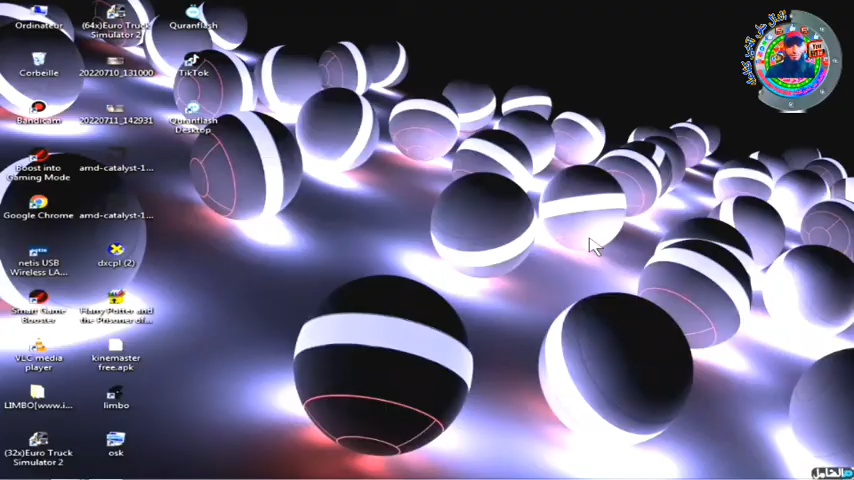 Ordinateur
Corbeille
Bandicam
Boost into
Gaming Mode
Google Chrome
netis USB
Wireless LA...
Smart Game
Booster
VLC media
player
LIMBO[www.i...
(32x)Euro Truck
Simulator 2
(64x)Euro Truck
Simulator 2
20220710_131000
20220711_142931
amd-catalyst-1...
amd-catalyst-1...
dxcpl (2)
Harry Potter and
the Prisoner of...
kinemaster
free.apk
limbo
osk
Quranflash
TikTok
Quranflash
Desktop